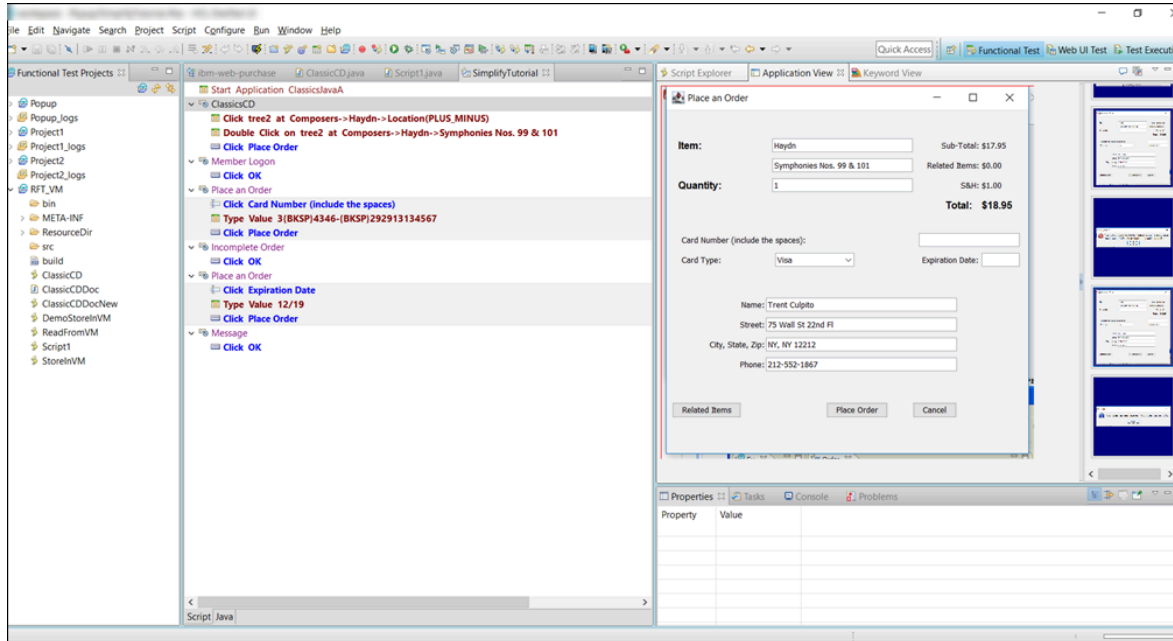 ile Edit Navigate Search Project Script Configure Run Window Help
Quick Access
Functional Test
Web UI Test
Test Executi
Functional Test Projects
Popup
Popup_logs
Project1
Project1_logs
Project2
Project2_logs
RFT_VM
bin
META-INF
ResourceDir
src
build
ClassicCD
ClassicCDDoc
ClassicCDDocNew
DemoStoreInVM
ReadFromVM
Script1
StoreInVM
ibm-web-purchase
ClassicCD.java
Script1.java
SimplifyTutorial
Start Application ClassicsJavaA
ClassicsCD
Click tree2 at Composers->Haydn->Location(PLUS_MINUS)
Double Click on tree2 at Composers->Haydn->Symphonies Nos. 99 & 101
Click Place Order
Member Logon
Click OK
Place an Order
Click Card Number (include the spaces)
Type Value 3{BKSP}4346-{BKSP}292913134567
Click Place Order
Incomplete Order
Click OK
Place an Order
Click Expiration Date
Type Value 12/19
Click Place Order
Message
Click OK
Script Java
Script Explorer
Application View
Keyword View
Place an Order
Item: Haydn Sub-Total: $17.95
Symphonies Nos. 99 & 101 Related Items: $0.00
Quantity: 1 S&H: $1.00
Total: $18.95
Card Number (include the spaces):
Card Type: Visa Expiration Date:
Name: Trent Culpito
Street: 75 Wall St 22nd Fl
City, State, Zip: NY, NY 12212
Phone: 212-552-1867
Related Items Place Order Cancel
Properties
Tasks
Console
Problems
Property Value